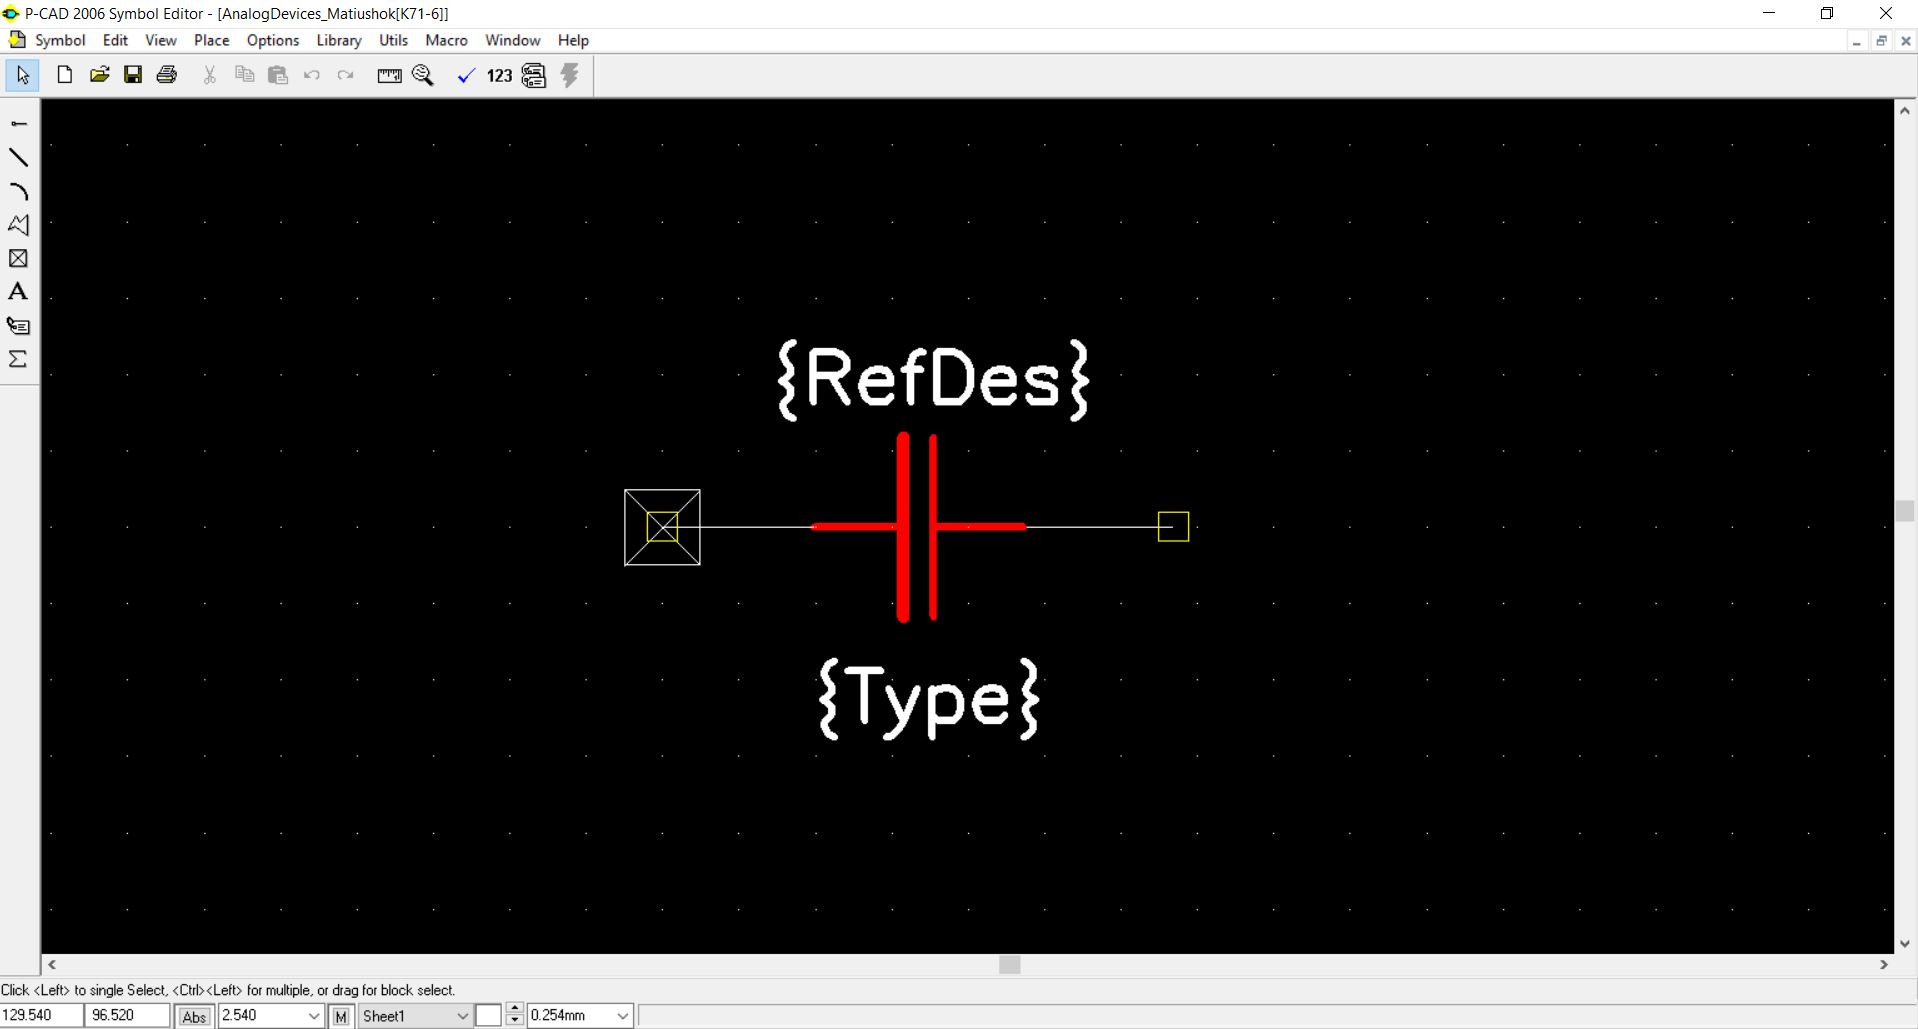 P-CAD 2006 Symbol Editor - [AnalogDevices_Matiushok[K71-6]]
Symbol Edit View Place Options Library Utils Macro Window Help
123
A
{RefDes}
{Type}
Click <Left> to single Select, <Ctrl><Left> for multiple, or drag for block select.
129.540 96.520 Abs 2.540 M Sheet1 0.254mm